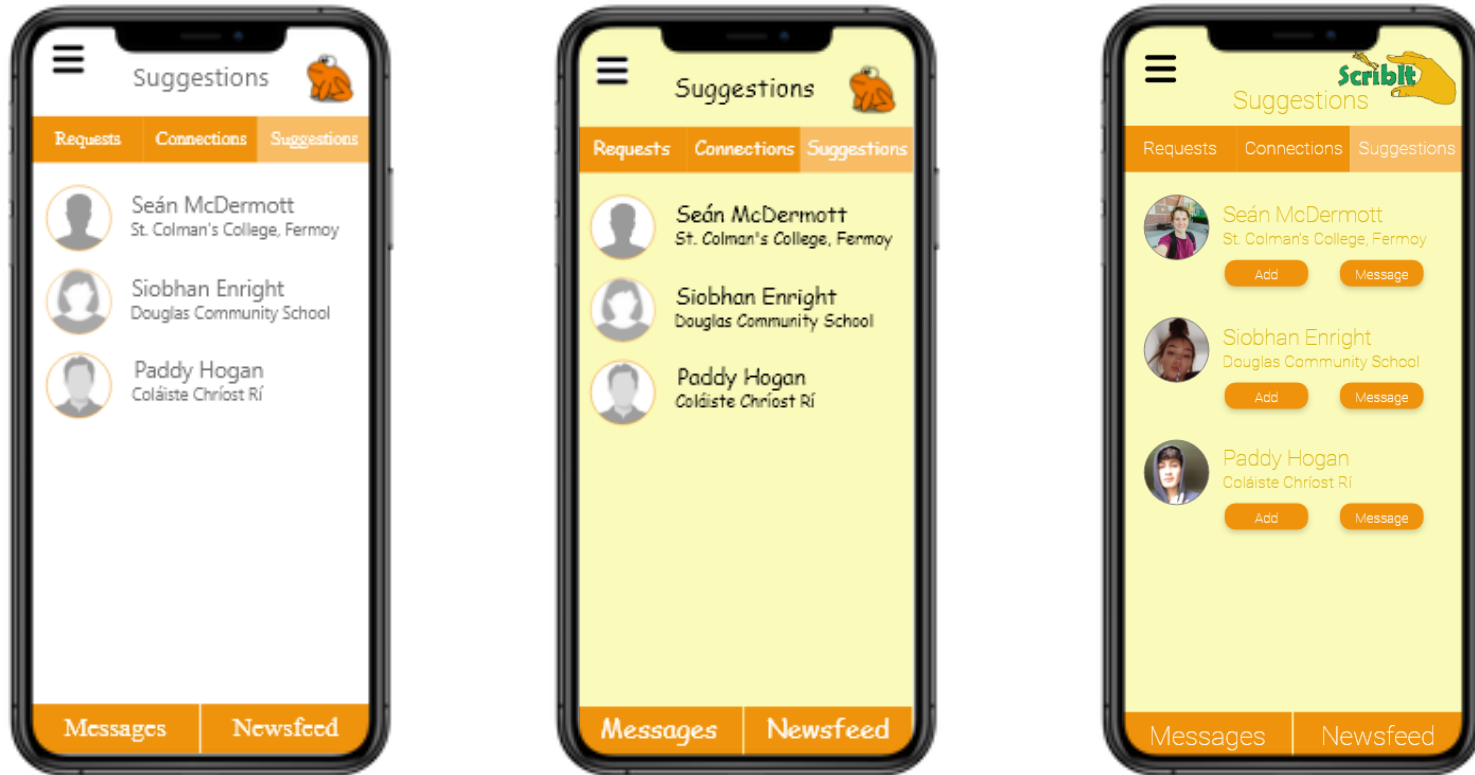 Suggestions
Requests Connections Suggestions
Seán McDermott
St. Colman's College, Fermoy
Siobhan Enright
Douglas Community School
Paddy Hogan
Coláiste Chríost Rí
Messages Newsfeed
Suggestions
Requests Connections Suggestions
Seán McDermott
St. Colman's College, Fermoy
Siobhan Enright
Douglas Community School
Paddy Hogan
Coláiste Chríost Rí
Messages Newsfeed
ScribIt
Suggestions
Requests Connections Suggestions
Seán McDermott
St. Colman's College, Fermoy
Add Message
Siobhan Enright
Douglas Community School
Add Message
Paddy Hogan
Coláiste Chríost Rí
Add Message
Messages Newsfeed